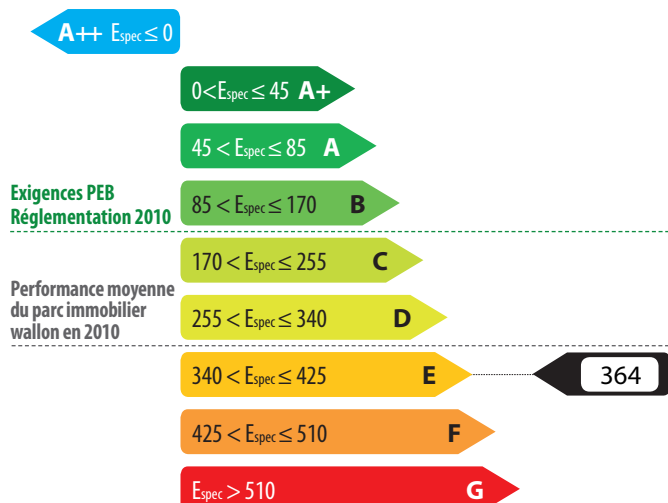 A++ Espec ≤ 0
0<Espec ≤ 45 A+
45 < Espec ≤ 85 A
Exigences PEB
Réglementation 2010
85 < Espec ≤ 170 B
170 < Espec ≤ 255 C
Performance moyenne
du parc immobilier
wallon en 2010
255 < Espec ≤ 340 D
340 < Espec ≤ 425 E
364
425 < Espec ≤ 510 F
Espec > 510 G